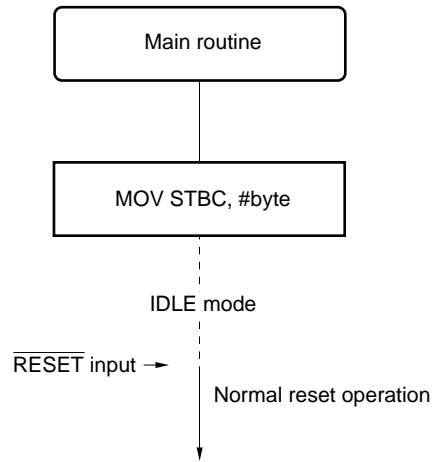 Main routine
MOV STBC, #byte
IDLE mode
RESET input
Normal reset operation